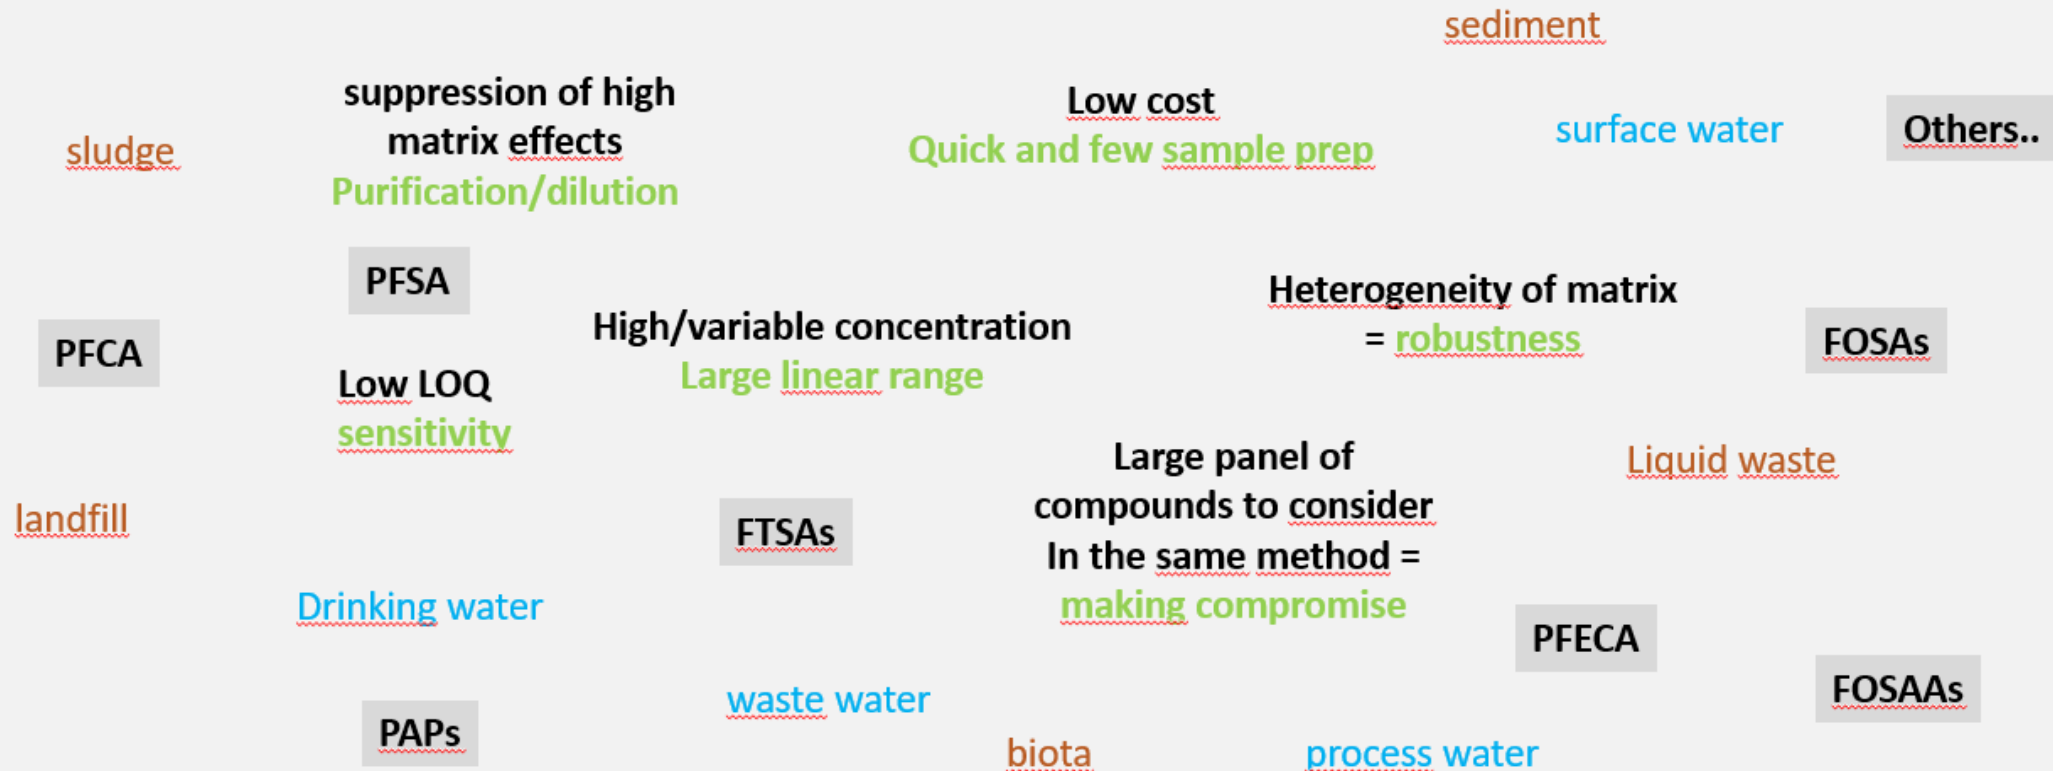 sediment
suppression of high
matrix effects
Purification/dilution
Low cost
Quick and few sample prep
surface water
Others..
sludge
PFSA
Heterogeneity of matrix
= robustness
High/variable concentration
Large linear range
FOSAs
PFCA
Low LOQ
sensitivity
Large panel of
compounds to consider
In the same method =
making compromise
Liquid waste
landfill
FTSAs
Drinking water
PFECA
FOSAAs
waste water
PAPs
biota
process water